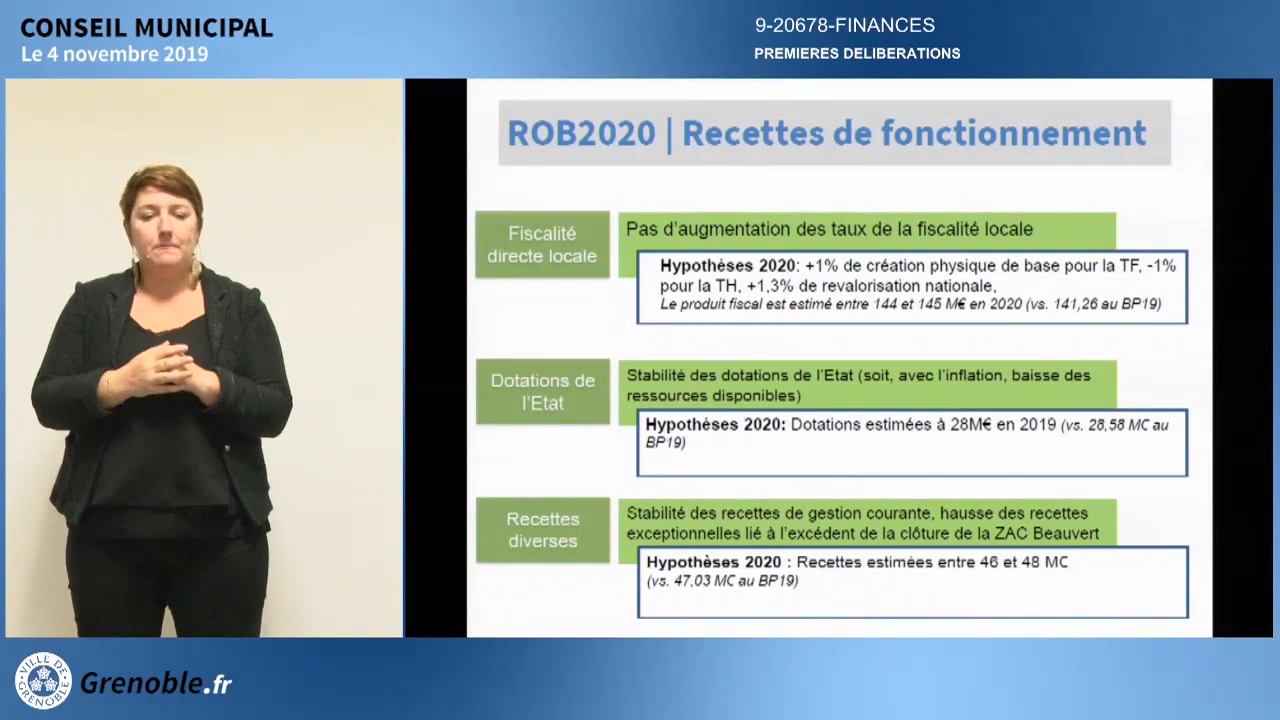 CONSEIL MUNICIPAL
Le 4 novembre 2019
9-20678-FINANCES
PREMIERES DELIBERATIONS
ROB2020 | Recettes de fonctionnement
Fiscalité
directe locale
Pas d’augmentation des taux de la fiscalité locale
Hypothèses 2020: +1% de création physique de base pour la TF, -1%
pour la TH, +1,3% de revalorisation nationale,
Le produit fiscal est estimé entre 144 et 145 M€ en 2020 (vs. 141,26 au BP19)
Dotations de
l’Etat
Stabilité des dotations de l’Etat (soit, avec l’inflation, baisse des
ressources disponibles)
Hypothèses 2020: Dotations estimées à 28M€ en 2019 (vs. 28,58 M€ au
BP19)
Recettes
diverses
Stabilité des recettes de gestion courante, hausse des recettes
exceptionnelles lié à l’excédent de la clôture de la ZAC Beauvert
Hypothèses 2020 : Recettes estimées entre 46 et 48 M€
(vs. 47,03 M€ au BP19)
VILLE DE
GRENOBLE
Grenoble.fr